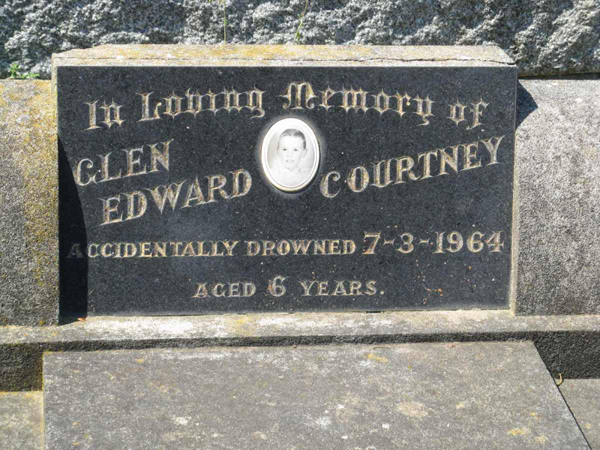 In Loving Memory of
GLEN
EDWARD COURTNEY
ACCIDENTALLY DROWNED 7-3-1964
AGED 6 YEARS.